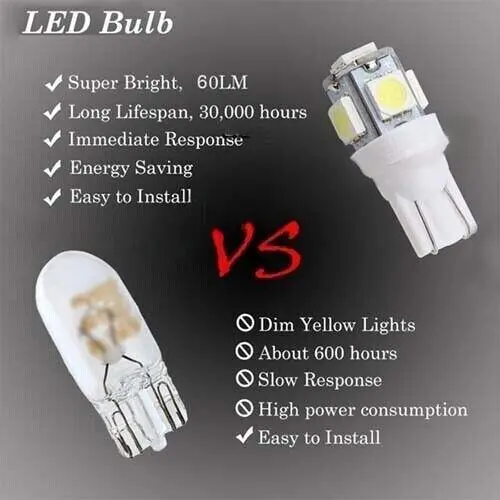 LED Bulb
Super Bright, 60LM
Long Lifespan, 30,000 hours
Immediate Response
Energy Saving
Easy to Install
VS
Dim Yellow Lights
About 600 hours
Slow Response
High power consumption
Easy to Install